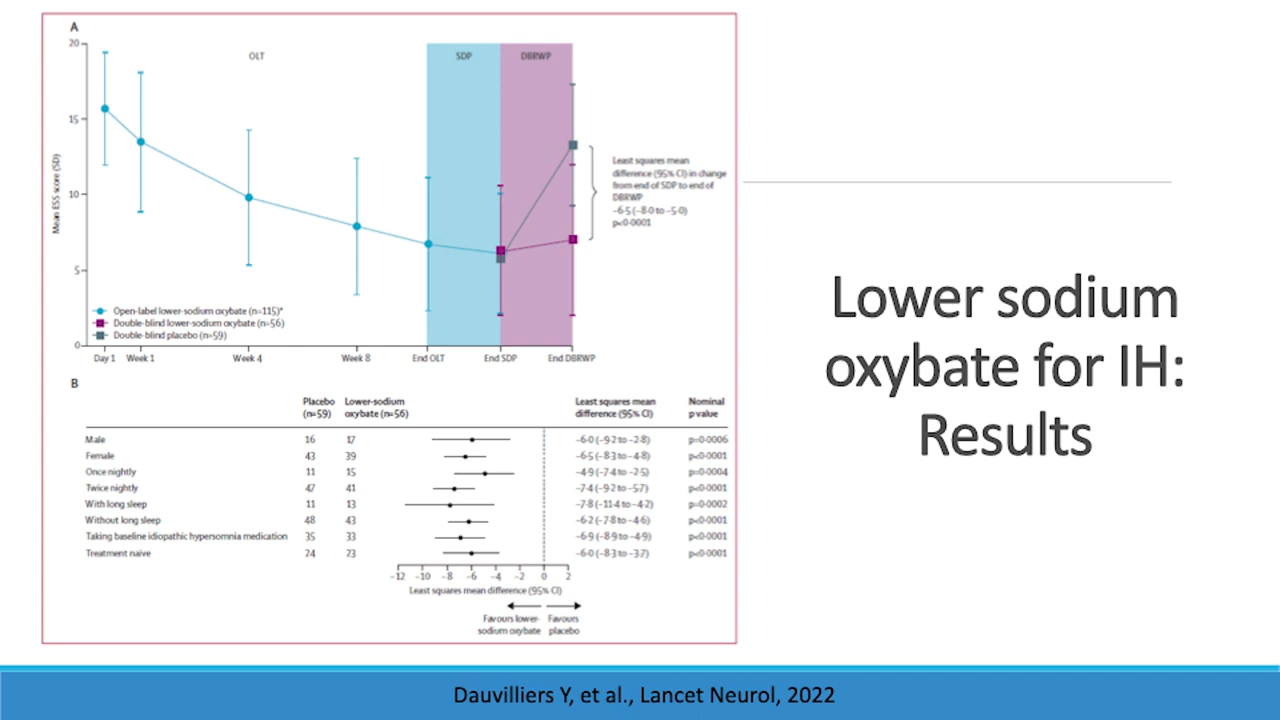 A
20
15
10
5
0
Mean ESS score (SD)
OLT
SDP
DBRWP
Least squares mean
difference (95% CI) in change
from end of SDP to end of
DBRWP
–6·5 (–8·0 to –5·0)
p<0·0001
Open-label lower-sodium oxybate (n=115)*
Double-blind lower-sodium oxybate (n=56)
Double-blind placebo (n=59)
Day 1 Week 1 Week 4 Week 8 End OLT End SDP End DBRWP
B
Placebo Lower-sodium Least squares mean Nominal
(n=59) oxybate (n=56) difference (95% CI) p value
Male 16 17 –6·0 (–9·2 to –2·8) p=0·0006
Female 43 39 –6·5 (–8·3 to –4·8) p<0·0001
Once nightly 11 15 –4·9 (–7·4 to –2·5) p=0·0004
Twice nightly 47 41 –7·4 (–9·2 to –5·7) p<0·0001
With long sleep 11 13 –7·8 (–11·4 to –4·2) p=0·0002
Without long sleep 48 43 –6·2 (–7·8 to –4·6) p<0·0001
Taking baseline idiopathic hypersomnia medication 35 33 –6·9 (–8·9 to –4·9) p<0·0001
Treatment naive 24 23 –6·0 (–8·3 to –3·7) p<0·0001
–12 –10 –8 –6 –4 –2 0 2
Least squares mean difference (95% CI)
Favours lower- Favours
sodium oxybate placebo
Lower sodium
oxybate for IH:
Results
Dauvilliers Y, et al., Lancet Neurol, 2022